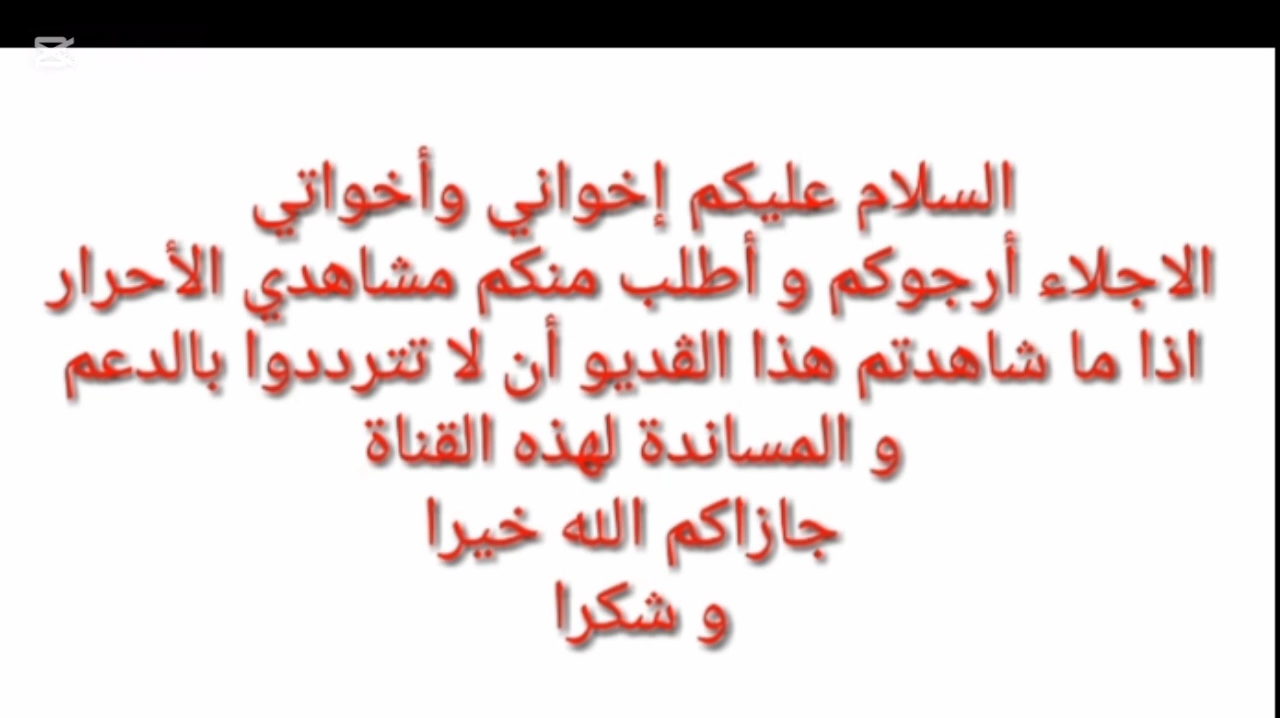 السلام عليكم إخواني وأخواتي
الاجلاء أرجوكم و أطلب منكم مشاهدي الأحرار
اذا ما شاهدتم هذا الڤديو أن لا تترددوا بالدعم
و المساندة لهذه القناة
جازاكم الله خيرا
و شكرا